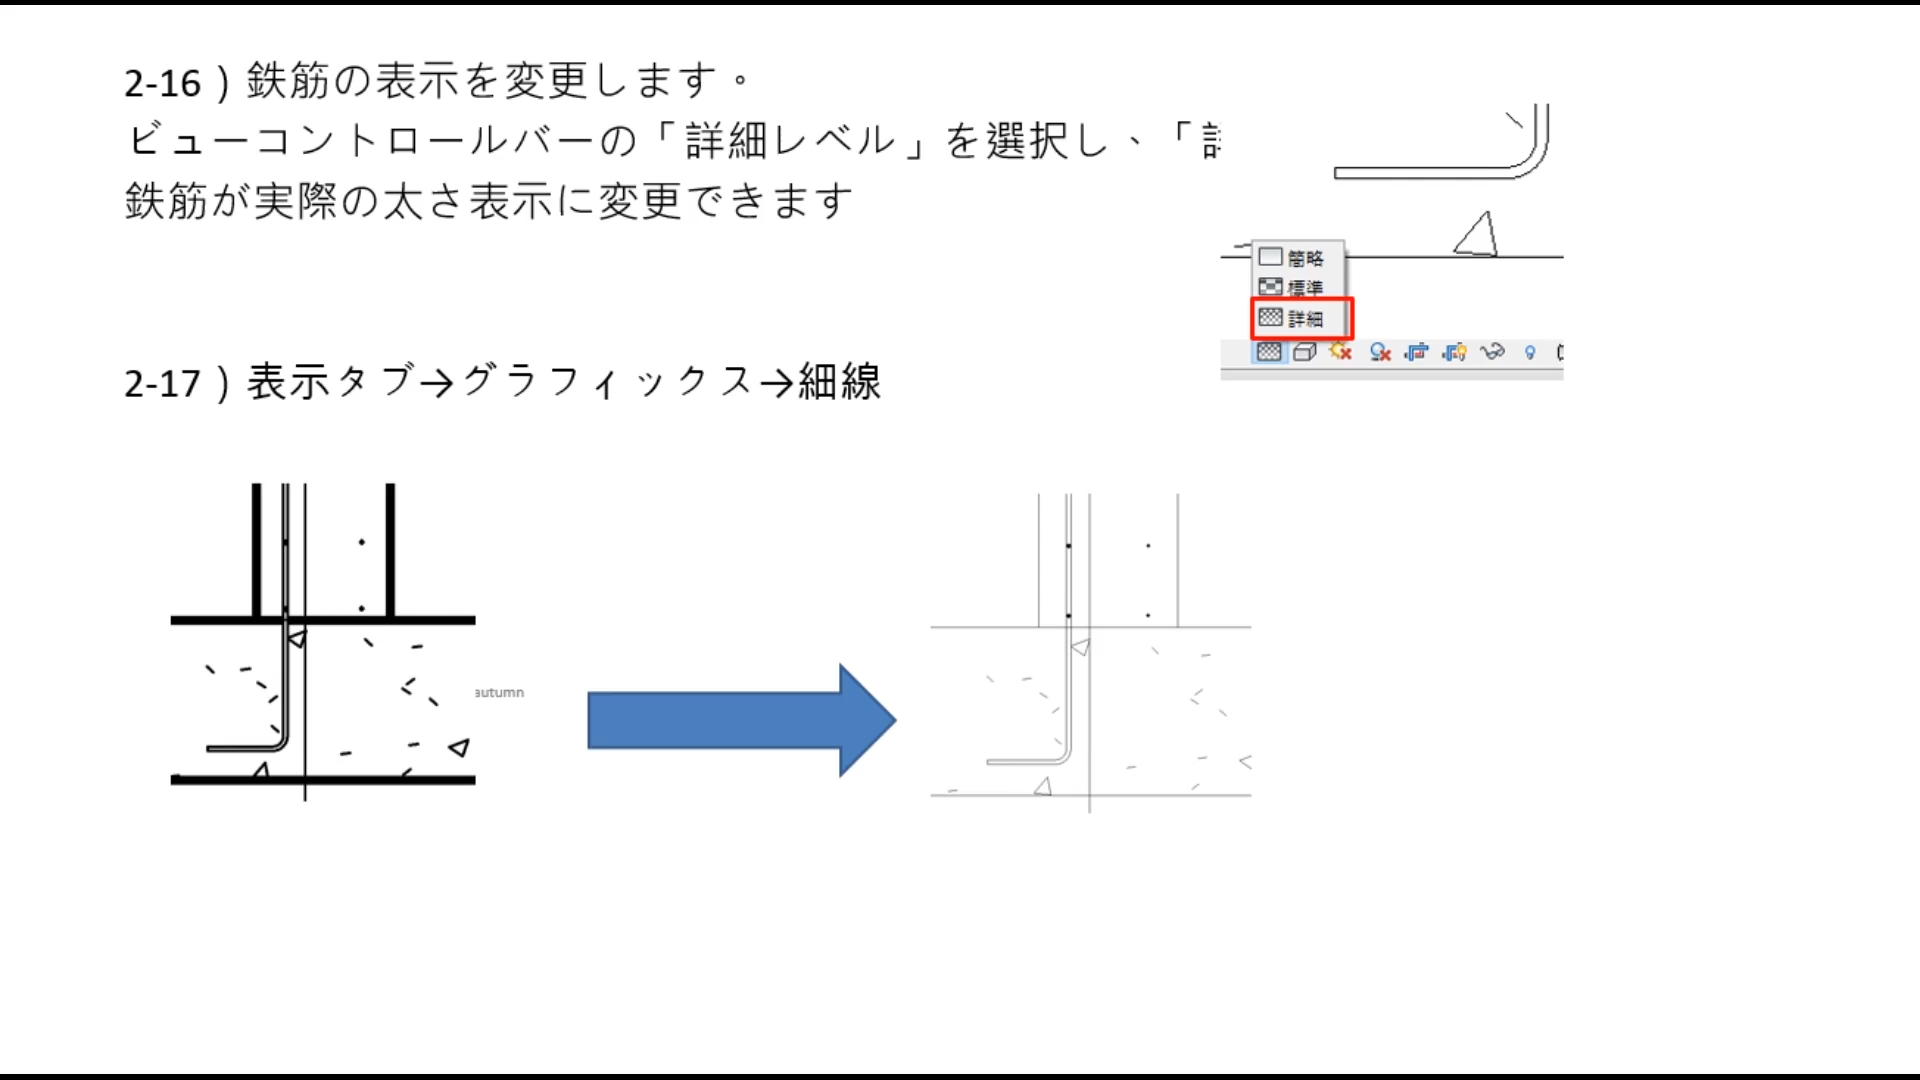 2-16）鉄筋の表示を変更します。
ビューコントロールバーの「詳細レベル」を選択し、「
鉄筋が実際の太さ表示に変更できます
簡略
標準
詳細
2-17）表示タブ→グラフィックス→細線
autumn